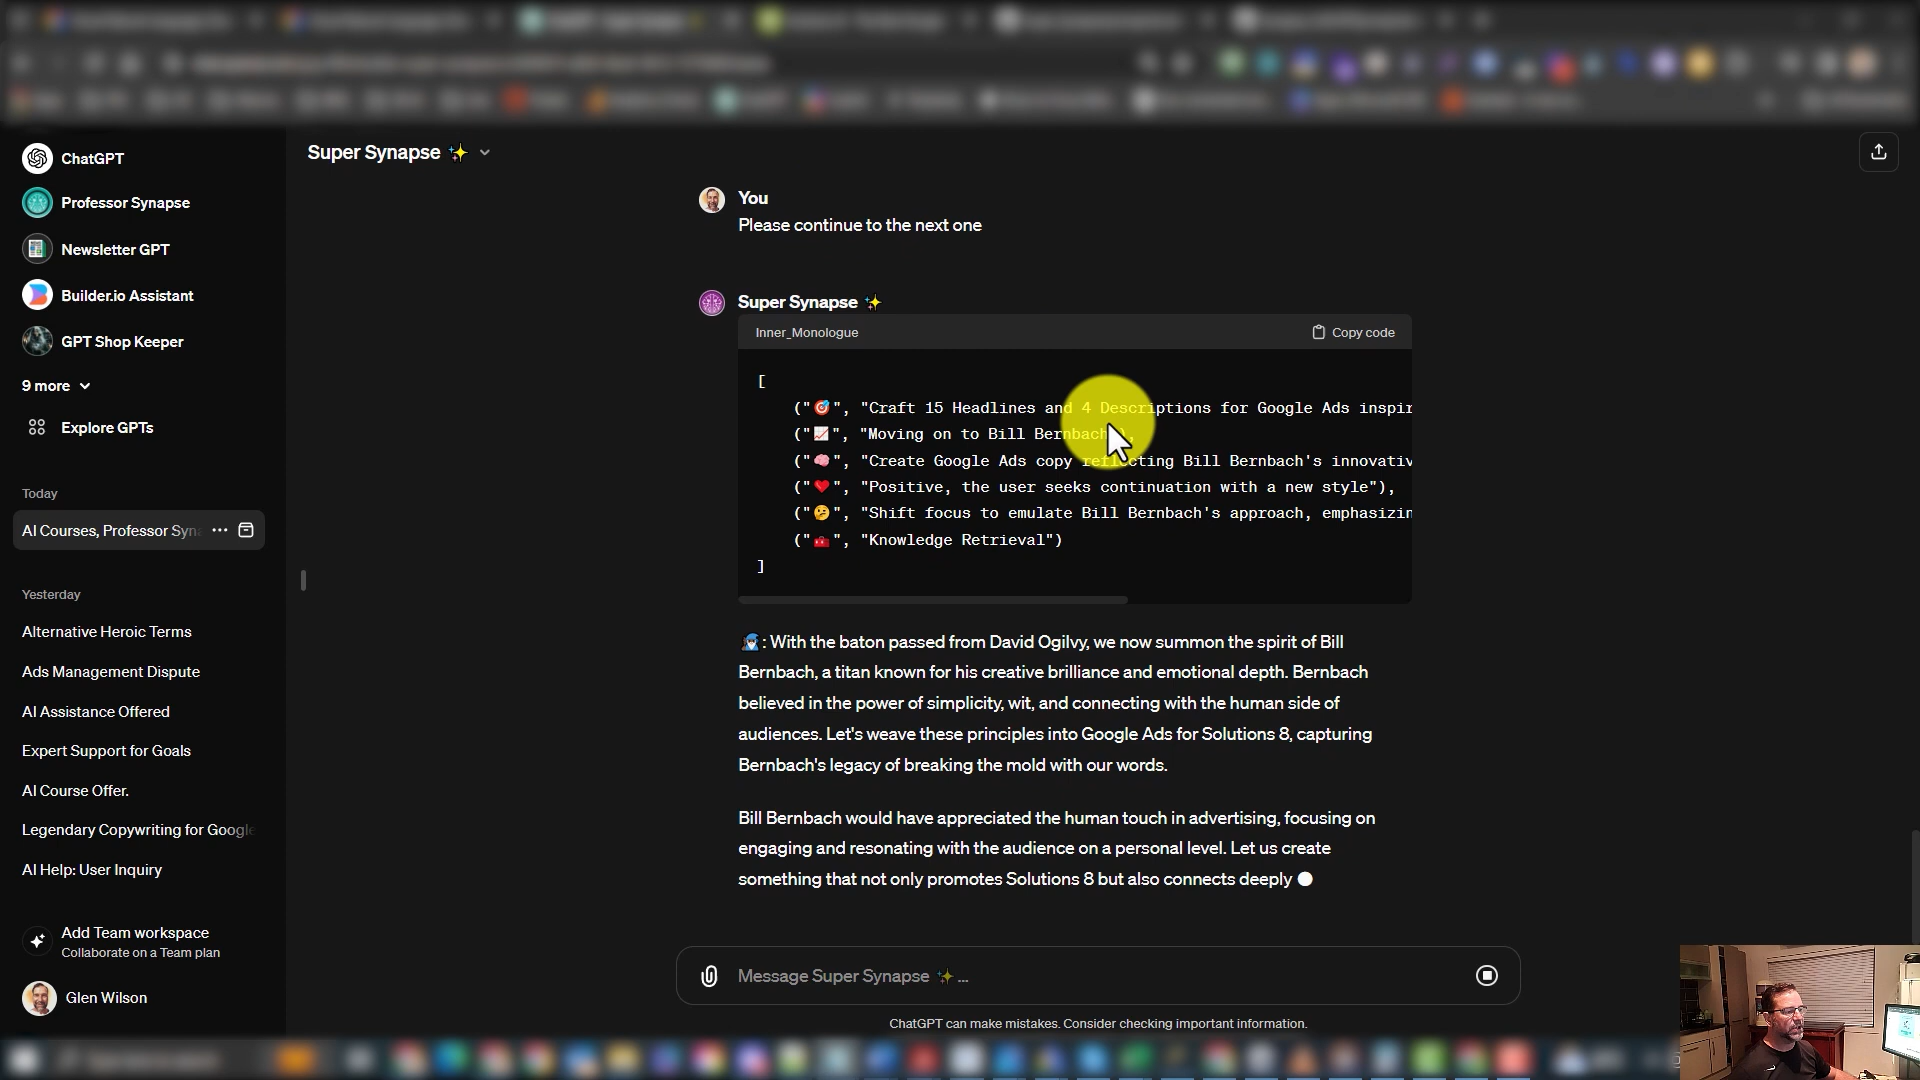 ChatGPT
Professor Synapse
Newsletter GPT
Builder.io Assistant
GPT Shop Keeper
9 more
Explore GPTs
Today
AI Courses, Professor Syn
Yesterday
Alternative Heroic Terms
Ads Management Dispute
AI Assistance Offered
Expert Support for Goals
AI Course Offer.
Legendary Copywriting for Google
AI Help: User Inquiry
Add Team workspace
Collaborate on a Team plan
Glen Wilson
Super Synapse ✨
You
Please continue to the next one
Super Synapse ✨
Inner_Monologue
Copy code
[
("🎯", "Craft 15 Headlines and 4 Descriptions for Google Ads inspir
("📈", "Moving on to Bill Bernbach"),
("🧠", "Create Google Ads copy reflecting Bill Bernbach's innovativ
("❤️", "Positive, the user seeks continuation with a new style"),
("🤔", "Shift focus to emulate Bill Bernbach's approach, emphasizin
("🧰", "Knowledge Retrieval")
]
🧙: With the baton passed from David Ogilvy, we now summon the spirit of Bill
Bernbach, a titan known for his creative brilliance and emotional depth. Bernbach
believed in the power of simplicity, wit, and connecting with the human side of
audiences. Let's weave these principles into Google Ads for Solutions 8, capturing
Bernbach's legacy of breaking the mold with our words.
Bill Bernbach would have appreciated the human touch in advertising, focusing on
engaging and resonating with the audience on a personal level. Let us create
something that not only promotes Solutions 8 but also connects deeply
Message Super Synapse ✨ ...
ChatGPT can make mistakes. Consider checking important information.